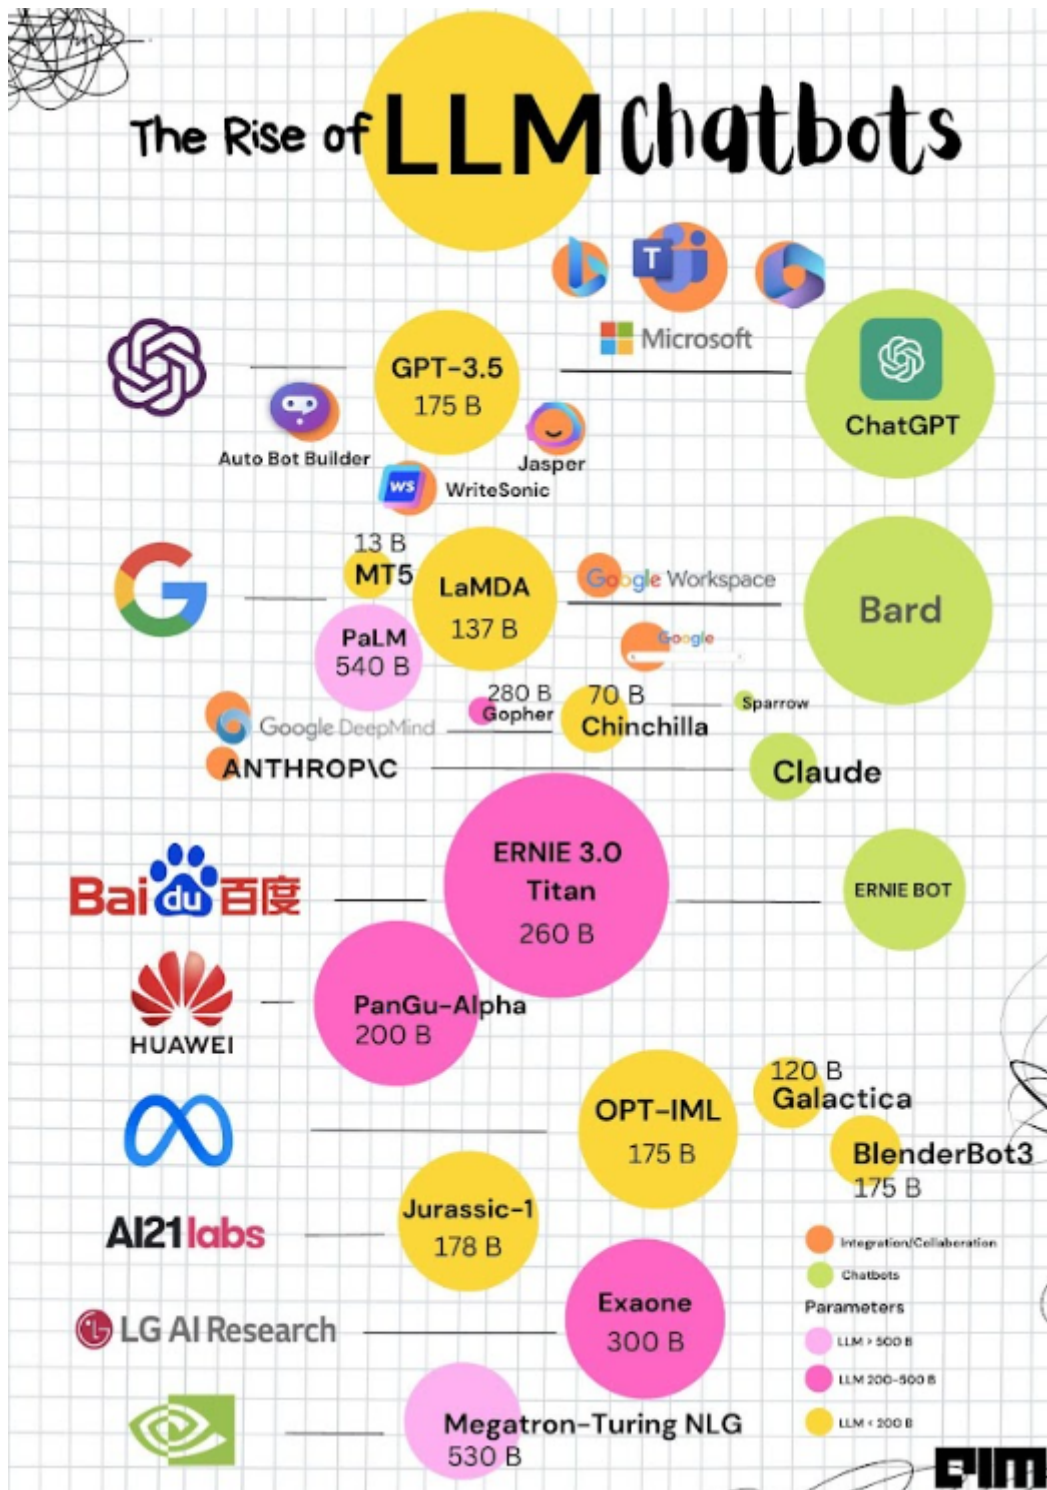 The Rise of LLM Chatbots
T
Microsoft
GPT-3.5
175 B
ChatGPT
Auto Bot Builder
Jasper
WS
WriteSonic
13 B
MT5
LaMDA
137 B
Google Workspace
Bard
PaLM
540 B
Google
280 B
Gopher
70 B
Chinchilla
Sparrow
Google DeepMind
ANTHROP\C
Claude
ERNIE 3.0
Titan
260 B
Baidu百度
ERNIE BOT
HUAWEI
PanGu-Alpha
200 B
OPT-IML
175 B
120 B
Galactica
BlenderBot3
175 B
AI21labs
Jurassic-1
178 B
LG AI Research
Exaone
300 B
Megatron-Turing NLG
530 B
Integration/Collaboration
Chatbots
Parameters
LLM > 500 B
LLM 200-500 B
LLM < 200 B